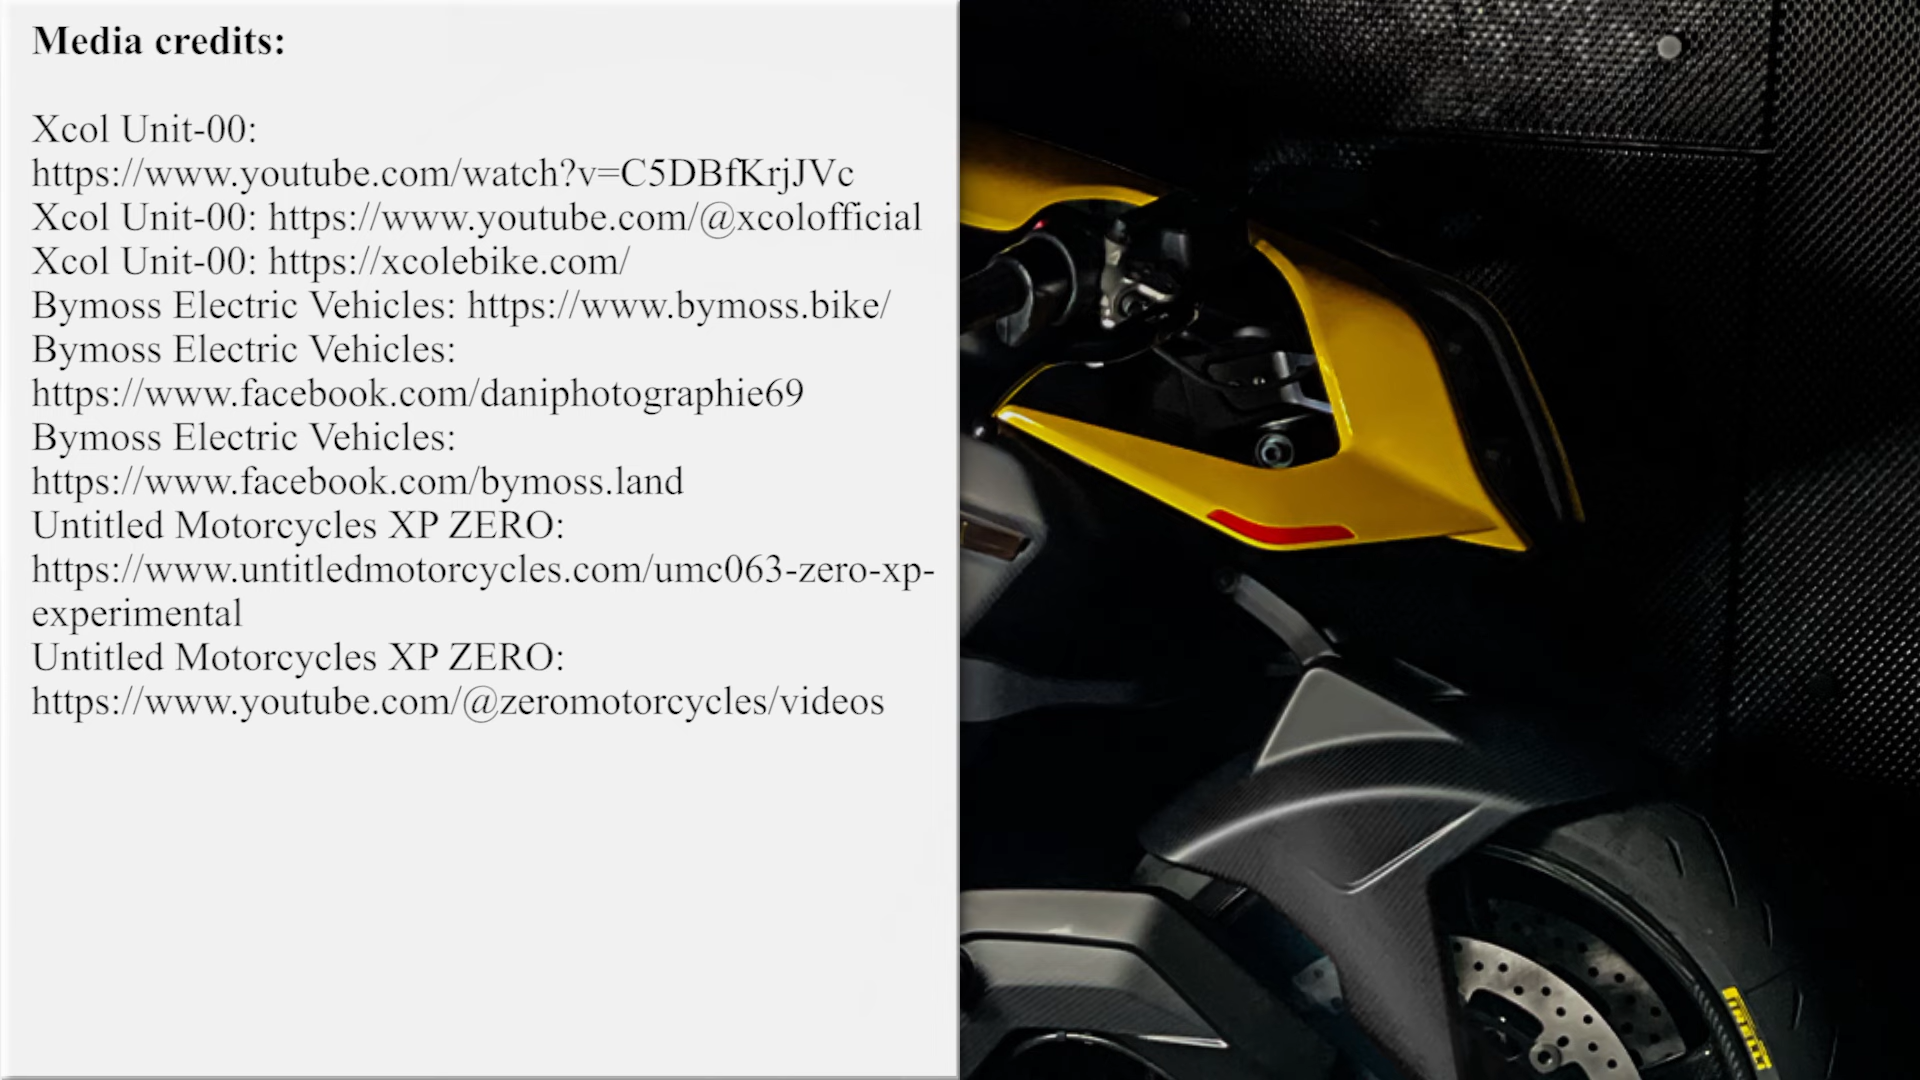 Media credits:
Xcol Unit-00:
https://www.youtube.com/watch?v=C5DBfKrjJVc
Xcol Unit-00: https://www.youtube.com/@xcolofficial
Xcol Unit-00: https://xcolebike.com/
Bymoss Electric Vehicles: https://www.bymoss.bike/
Bymoss Electric Vehicles:
https://www.facebook.com/daniphotographie69
Bymoss Electric Vehicles:
https://www.facebook.com/bymoss.land
Untitled Motorcycles XP ZERO:
https://www.untitledmotorcycles.com/umc063-zero-xp-
experimental
Untitled Motorcycles XP ZERO:
https://www.youtube.com/@zeromotorcycles/videos